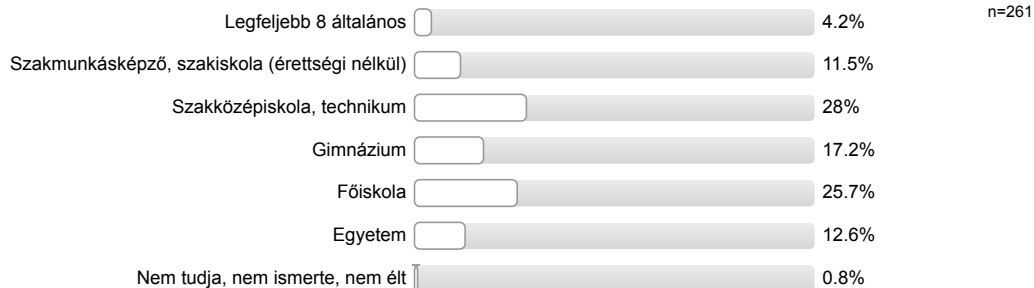 Legfeljebb 8 általános 4.2% n=261
Szakmunkásképző, szakiskola (érettségi nélkül) 11.5%
Szakközépiskola, technikum 28%
Gimnázium 17.2%
Főiskola 25.7%
Egyetem 12.6%
Nem tudja, nem ismerte, nem élt 0.8%